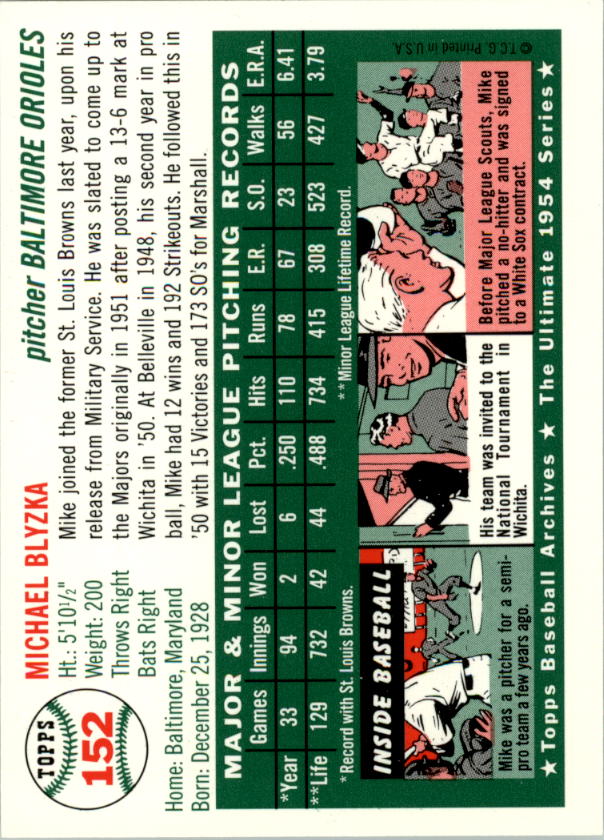 TOPPS
152
MICHAEL BLYZKA
pitcher BALTIMORE ORIOLES
Ht.: 5'10½"
Weight: 200
Throws Right
Bats Right
Home: Baltimore, Maryland
Born: December 25, 1928
Mike joined the former St. Louis Browns last year, upon his
release from Military Service. He was slated to come up to
the Majors originally in 1951 after posting a 13-6 mark at
Wichita in '50. At Belleville in 1948, his second year in pro
ball, Mike had 12 wins and 192 Strikeouts. He followed this in
'50 with 15 Victories and 173 SO's for Marshall.
MAJOR & MINOR LEAGUE PITCHING RECORDS
Games Innings Won Lost Pct. Hits Runs E.R. S.O. Walks E.R.A.
*Year 33 94 2 6 .250 110 78 67 23 56 6.41
**Life 129 732 42 44 .488 734 415 308 523 427 3.79
*Record with St. Louis Browns. **Minor League Lifetime Record.
INSIDE BASEBALL
Mike was a pitcher for a semi-
pro team a few years ago.
His team was invited to the
National Tournament in
Wichita.
Before Major League Scouts, Mike
pitched a no-hitter and was signed
to a White Sox contract.
★Topps Baseball Archives ★ The Ultimate 1954 Series★
© T.C.G. Printed in U.S.A.